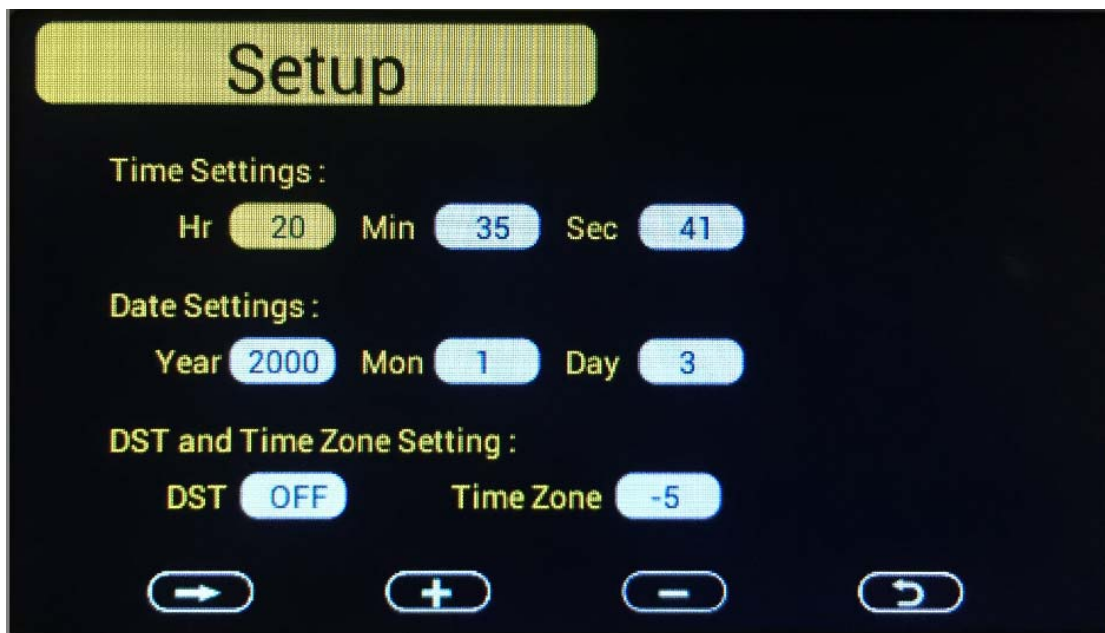 Setup
Time Settings :
Hr 20 Min 35 Sec 41
Date Settings :
Year 2000 Mon 1 Day 3
DST and Time Zone Setting :
DST OFF Time Zone -5